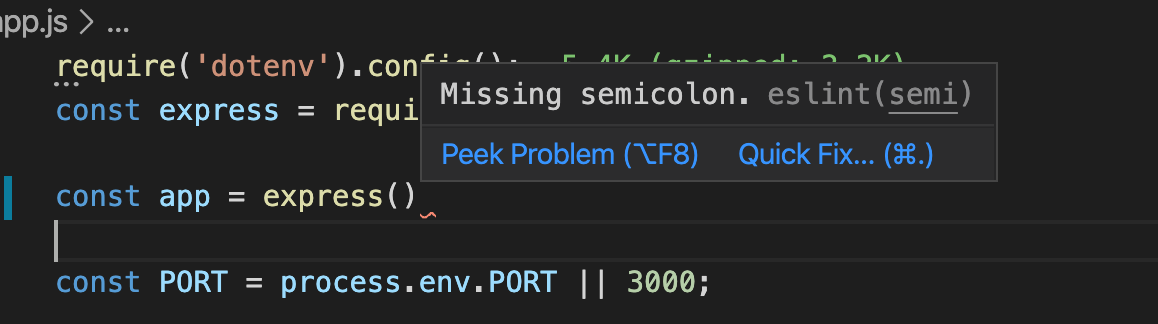 app.js > ...
require('dotenv').config(); 5.4K (gzipped: 2.2K)
Missing semicolon. eslint(semi)
const express = requi
Peek Problem (⌥F8) Quick Fix... (⌘.)
const app = express()
const PORT = process.env.PORT || 3000;